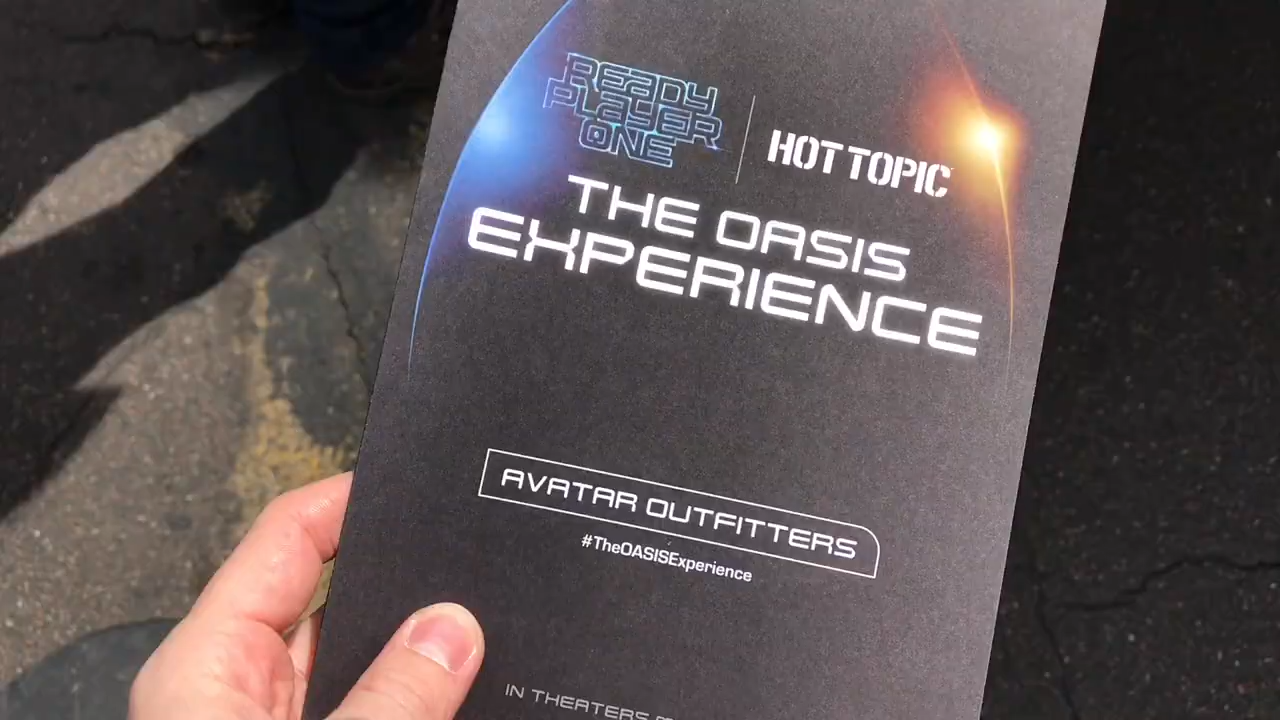 READY
PLAYER
ONE
HOT TOPIC
THE OASIS
EXPERIENCE
AVATAR OUTFITTERS
#TheOASISExperience
IN THEATERS